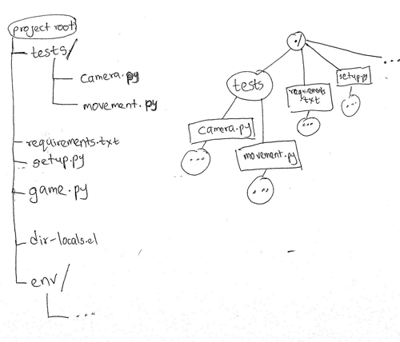 project root
tests/
camera.py
movement.py
requirements.txt
setup.py
game.py
dir-locals.el
env/
...
./
...
tests
requirements.txt
setup.py
...
...
camera.py
...
movement.py
...